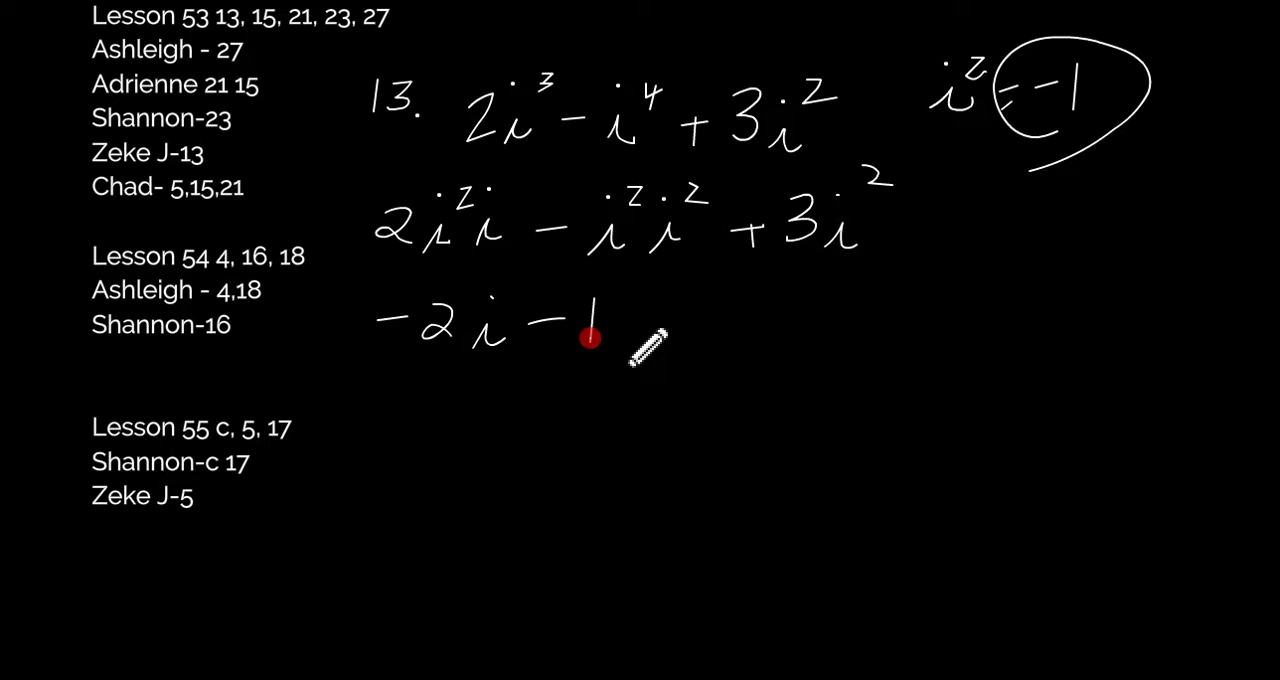 Lesson 53 13, 15, 21, 23, 27
Ashleigh - 27
Adrienne 21 15
Shannon-23
Zeke J-13
Chad- 5,15,21
Lesson 54 4, 16, 18
Ashleigh - 4,18
Shannon-16
Lesson 55 c, 5, 17
Shannon-c 17
Zeke J-5
13. 2i³ - i⁴ + 3i²
i² = -1
2i²i - i²i² + 3i²
-2i - 1